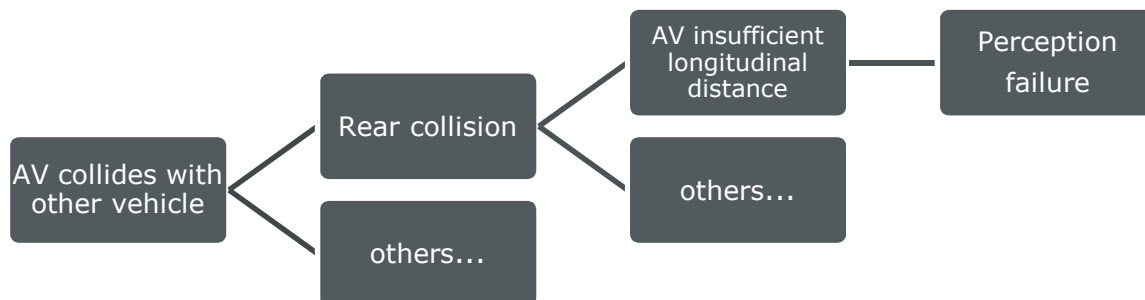 AV collides with
other vehicle
Rear collision
others...
AV insufficient
longitudinal
distance
others...
Perception
failure